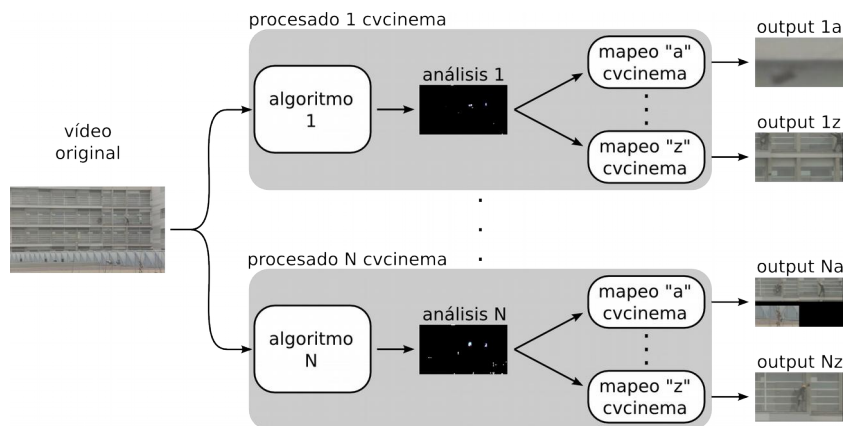 procesado 1 cvcinema
vídeo
original
algoritmo
1
análisis 1
mapeo "a"
cvcinema
mapeo "z"
cvcinema
output 1a
output 1z
procesado N cvcinema
algoritmo
N
análisis N
mapeo "a"
cvcinema
mapeo "z"
cvcinema
output Na
output Nz